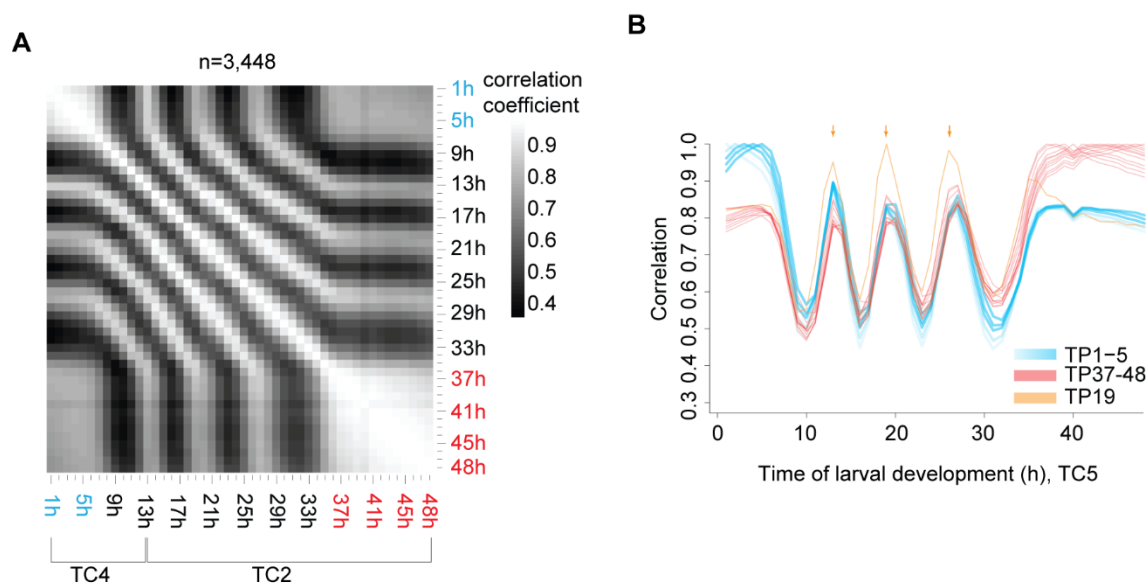 A
n=3,448
correlation
coefficient
0.9
0.8
0.7
0.6
0.5
0.4
1h
5h
9h
13h
17h
21h
25h
29h
33h
37h
41h
45h
48h
1h
5h
9h
13h
17h
21h
25h
29h
33h
37h
41h
45h
48h
TC4
TC2
B
Correlation
1.0
0.9
0.8
0.7
0.6
0.5
0.4
0.3
TP1-5
TP37-48
TP19
0
10
20
30
40
Time of larval development (h), TC5